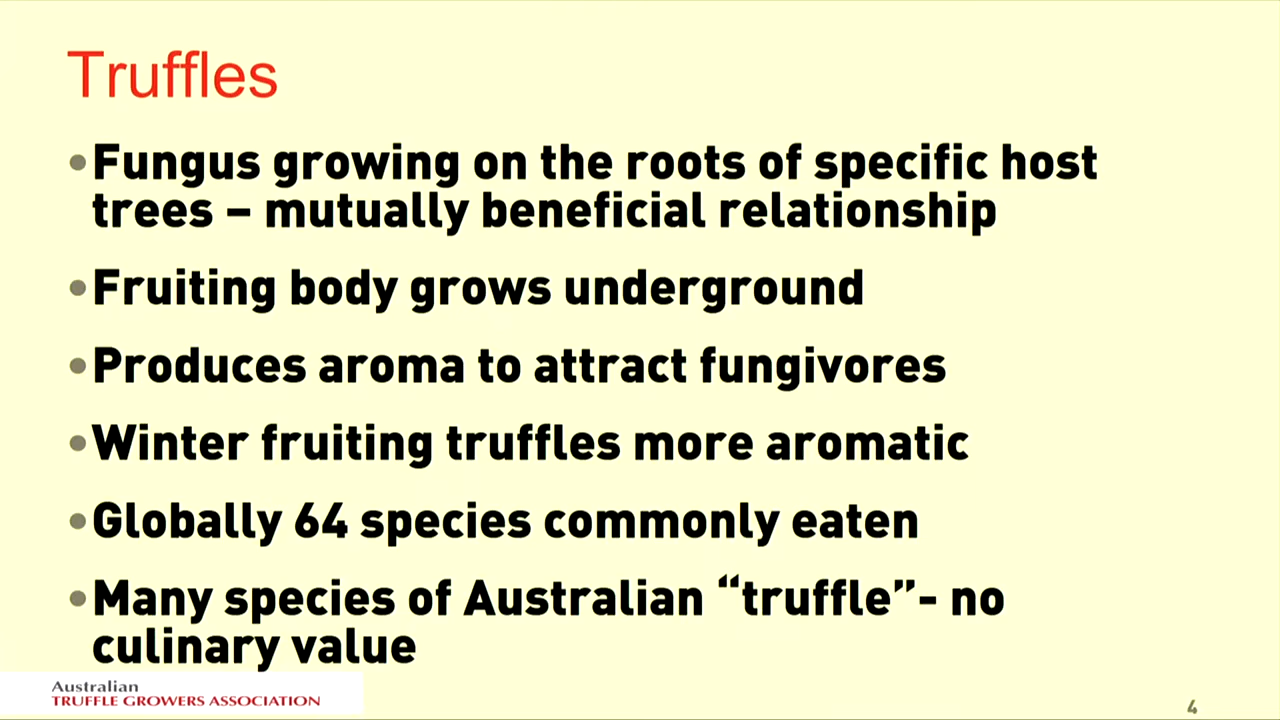 Truffles
•Fungus growing on the roots of specific host
trees – mutually beneficial relationship
•Fruiting body grows underground
•Produces aroma to attract fungivores
•Winter fruiting truffles more aromatic
•Globally 64 species commonly eaten
•Many species of Australian “truffle”- no
culinary value
Australian
TRUFFLE GROWERS ASSOCIATION
4